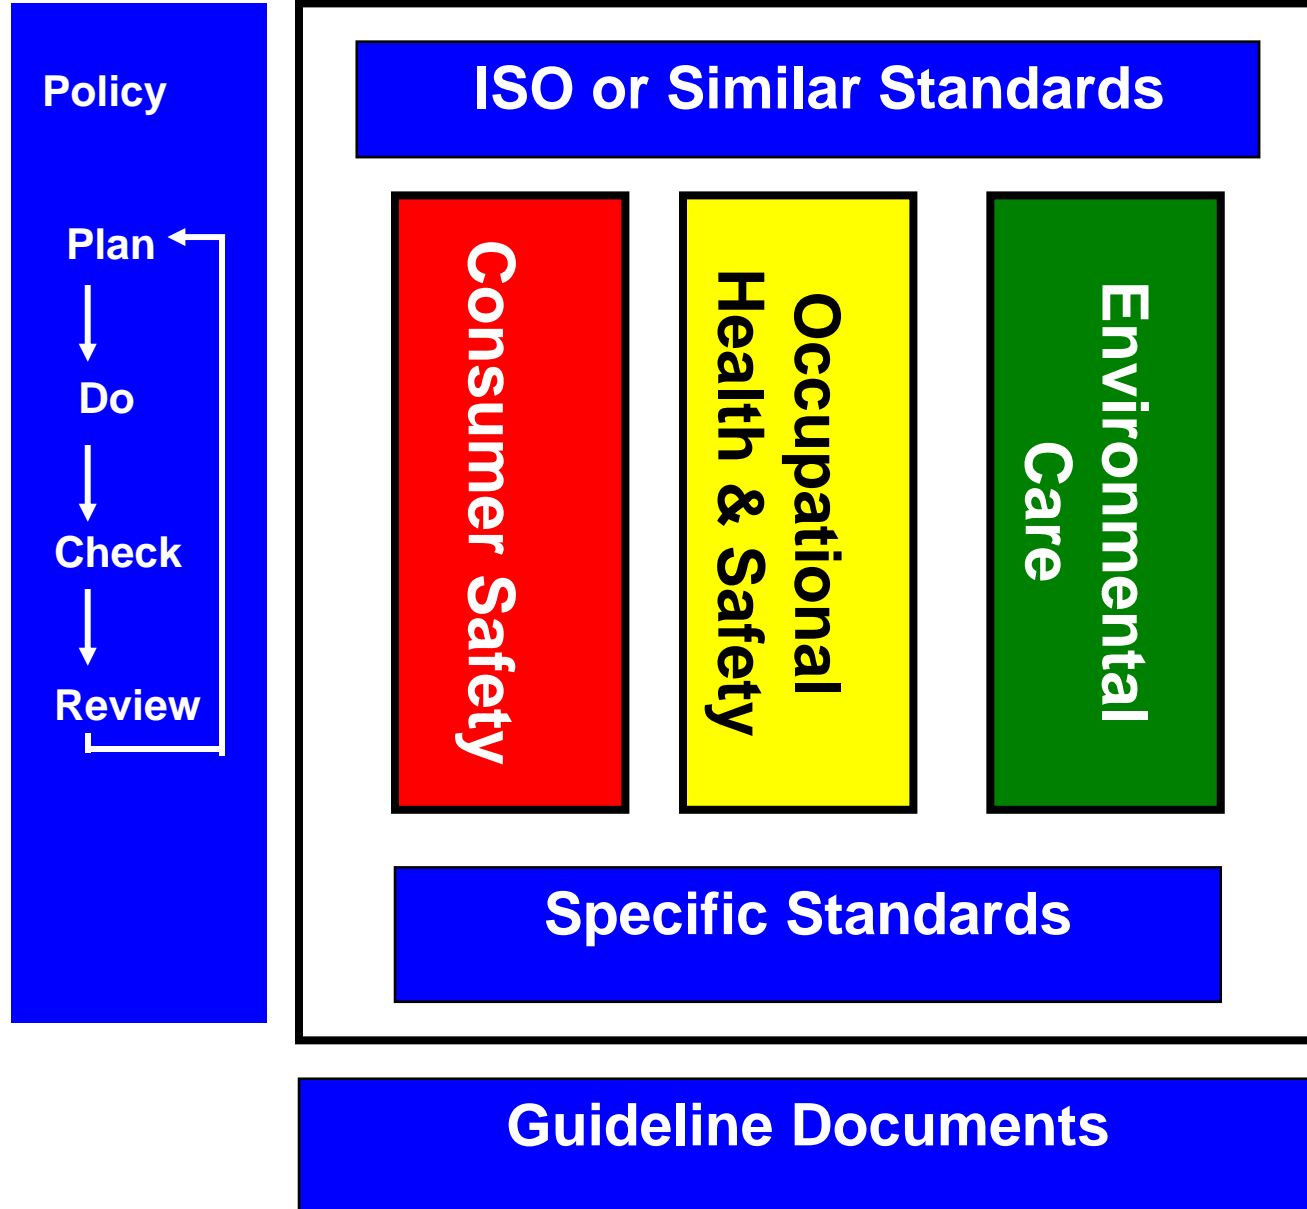 Policy
Plan
Do
Check
Review
ISO or Similar Standards
Consumer Safety
Occupational
Health & Safety
Environmental
Care
Specific Standards
Guideline Documents